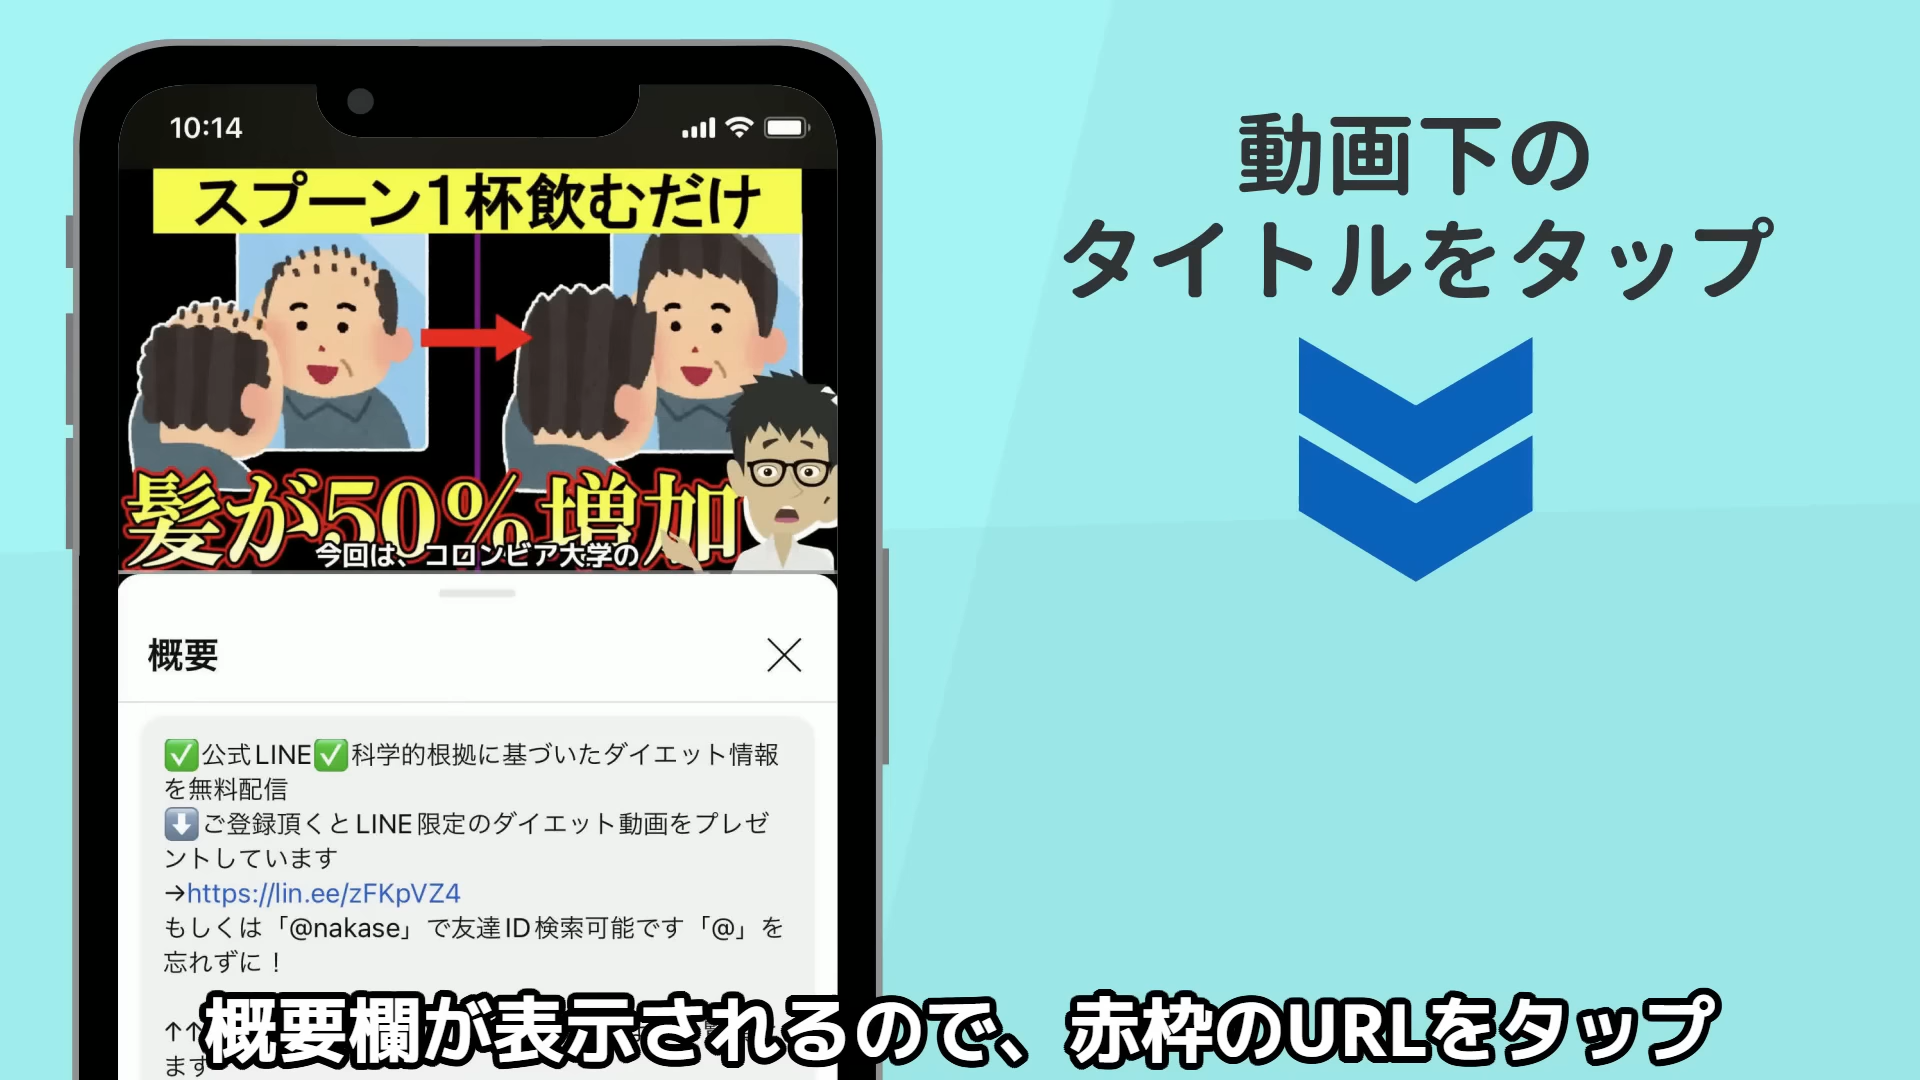 10:14
スプーン1杯飲むだけ
髪が50%増加
今回は、コロンビア大学の
概要
✅公式LINE✅科学的根拠に基づいたダイエット情報
を無料配信
⬇️ご登録頂くとLINE限定のダイエット動画をプレゼ
ントしています
→https://lin.ee/zFKpVZ4
もしくは「@nakase」で友達ID検索可能です「@」を
忘れずに！
↑↑
ます
動画下の
タイトルをタップ
概要欄が表示されるので、赤枠のURLをタップ